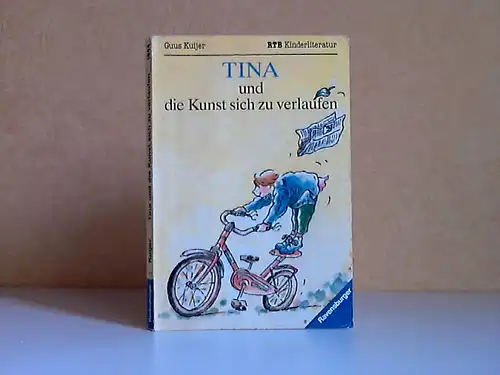 Guus Kuijer
RTB Kinderliteratur
TINA
und
die Kunst sich zu verlaufen
Ravensburger